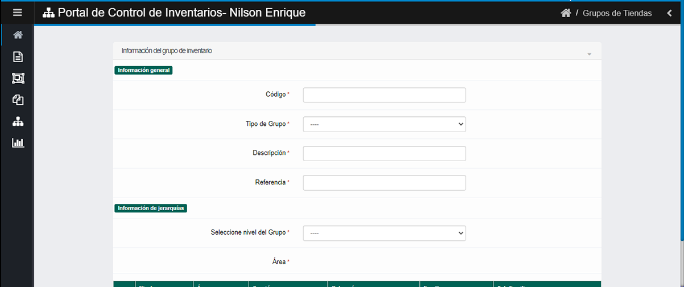 Portal de Control de Inventarios- Nilson Enrique
/ Grupos de Tiendas
Información del grupo de inventario
Información general
Código *
Tipo de Grupo *
----
Descripción *
Referencia *
Información de jerarquías
Seleccione nivel del Grupo *
----
Área *